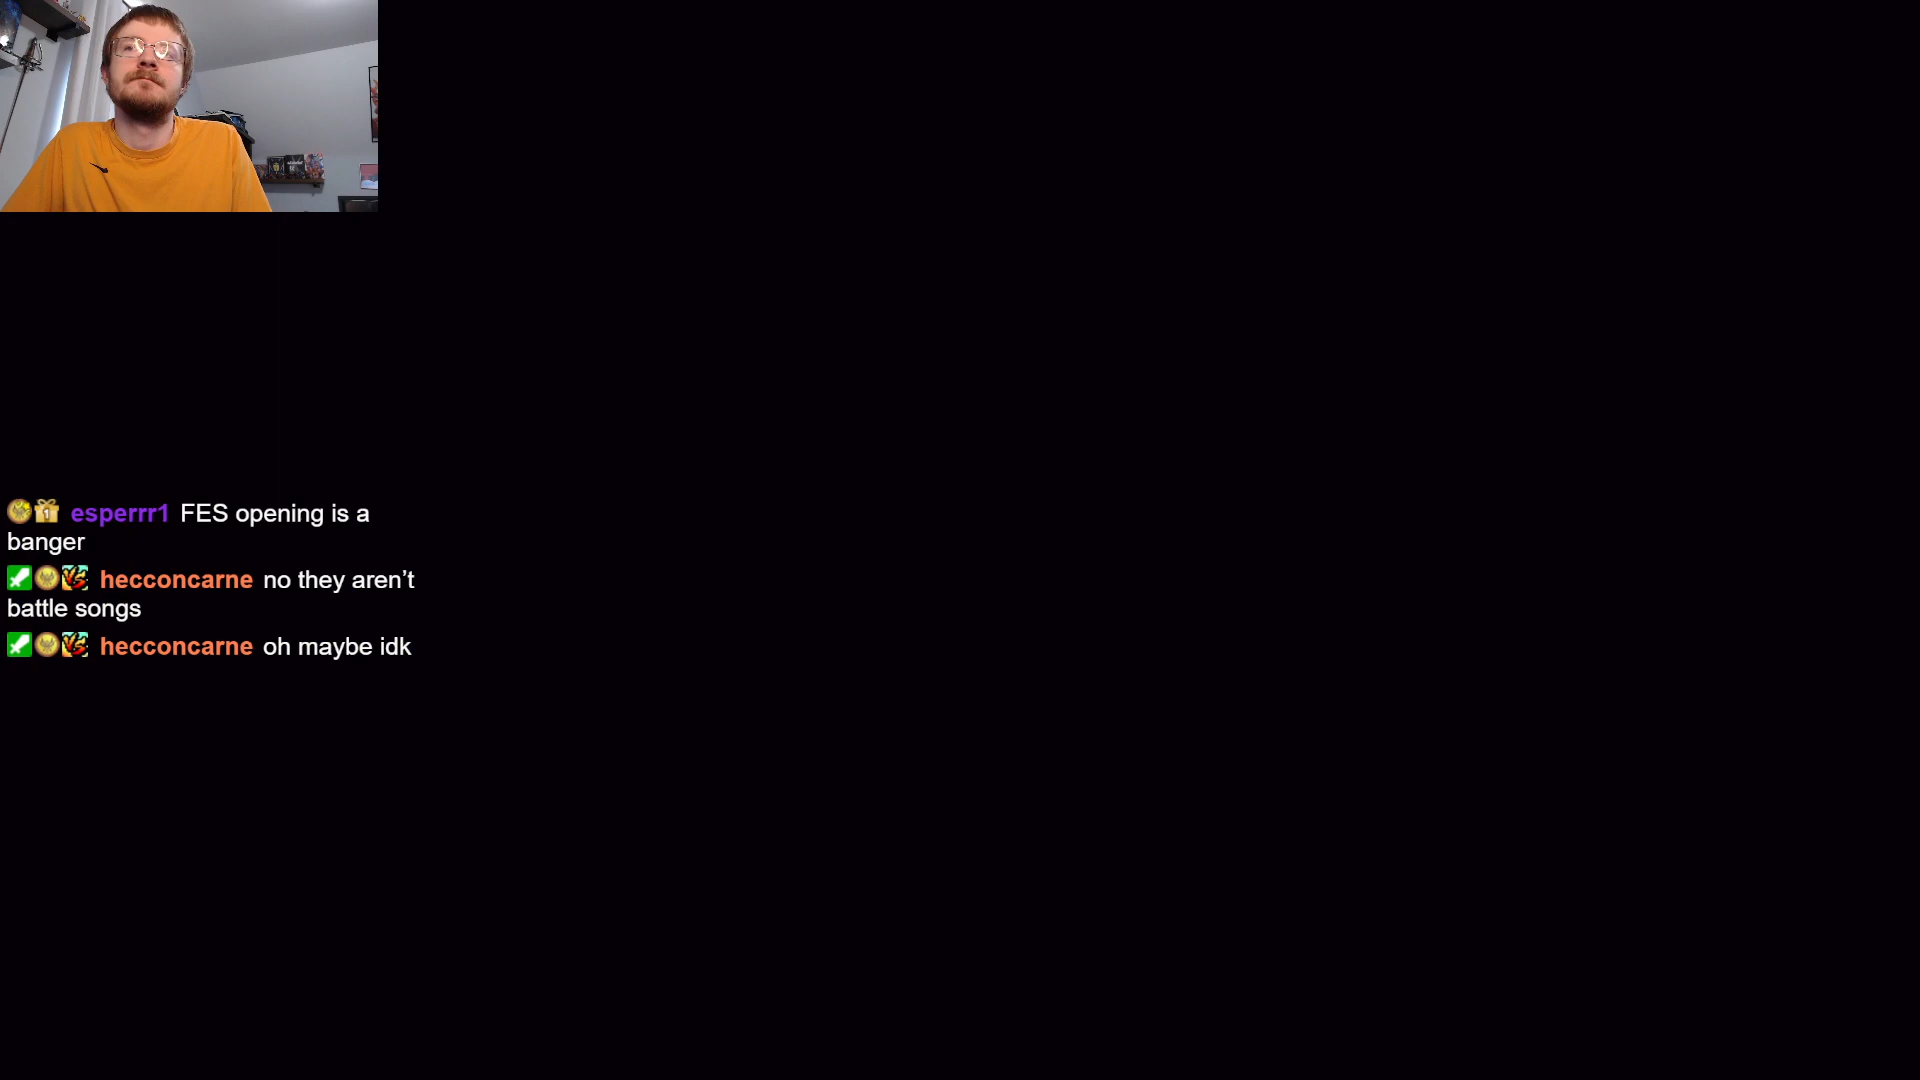 esperrr1 FES opening is a
banger
hecconcarne no they aren’t
battle songs
hecconcarne oh maybe idk